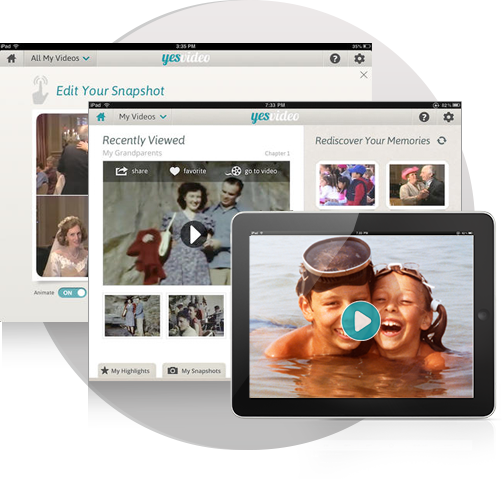 iPad 3:35 PM 35%
All My Videos yesvideo ?
Edit Your Snapshot
Animate ON
iPad 7:33 PM 82%
My Videos yesvideo ?
Recently Viewed
My Grandparents Chapter 1
share favorite go to video
Rediscover Your Memories
My Highlights My Snapshots